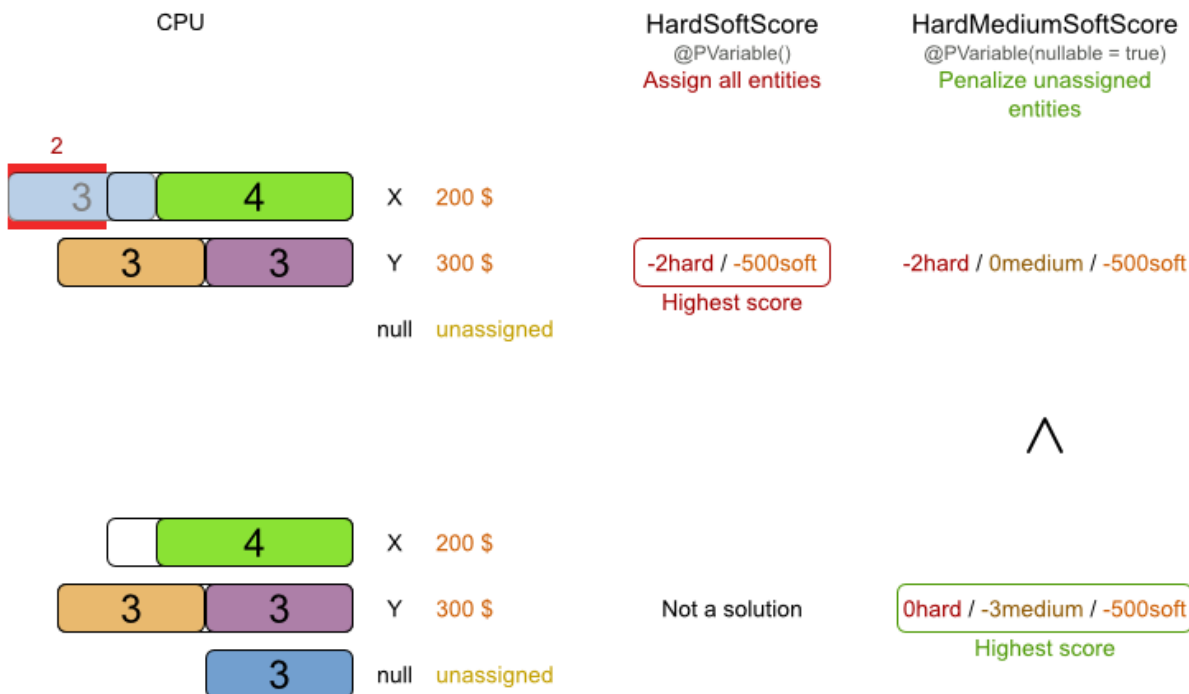 CPU
HardSoftScore
HardMediumSoftScore
@PVariable()
@PVariable(nullable = true)
Assign all entities
Penalize unassigned
entities
2
3 4 X 200 $
3 3 Y 300 $ -2hard / -500soft -2hard / 0medium / -500soft
Highest score
null unassigned
<
4 X 200 $
3 3 Y 300 $ Not a solution 0hard / -3medium / -500soft
Highest score
3 null unassigned